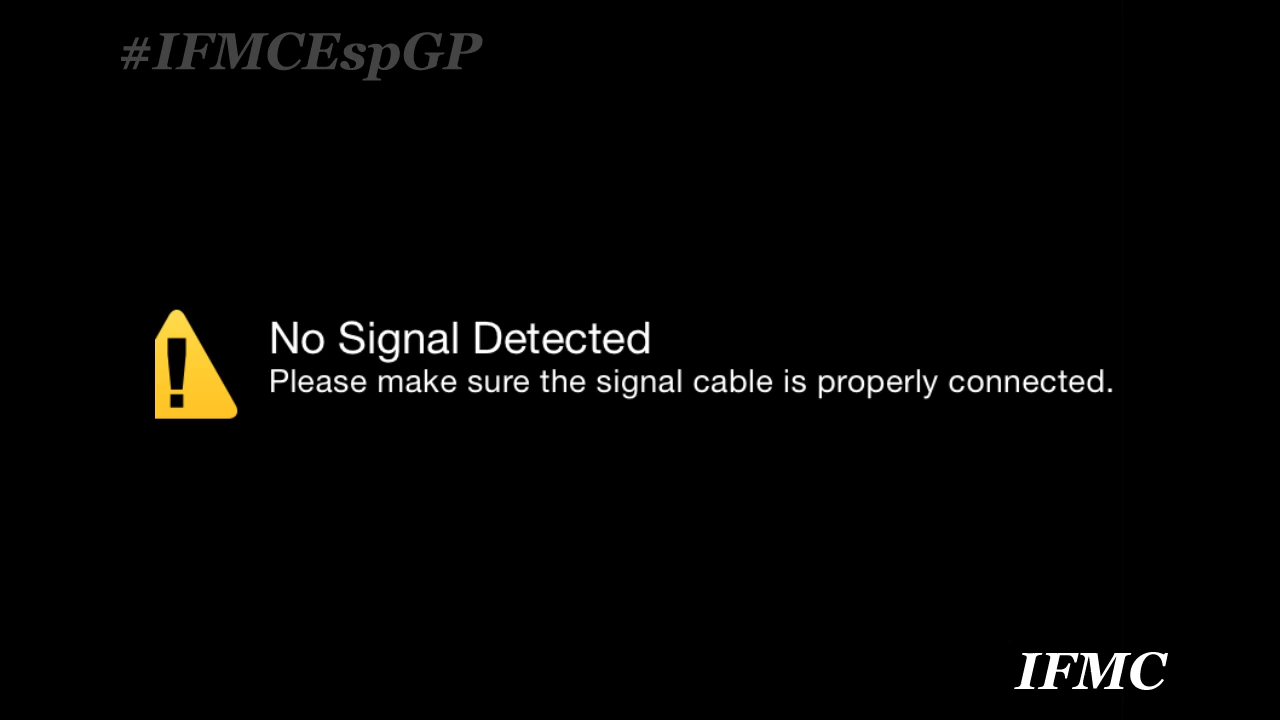 #IFMCEspGP
No Signal Detected
Please make sure the signal cable is properly connected.
IFMC